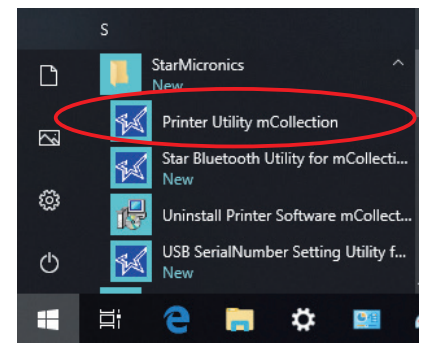 S
StarMicronics
New
Printer Utility mCollection
Star Bluetooth Utility for mCollecti...
New
Uninstall Printer Software mCollect...
USB SerialNumber Setting Utility f...
New